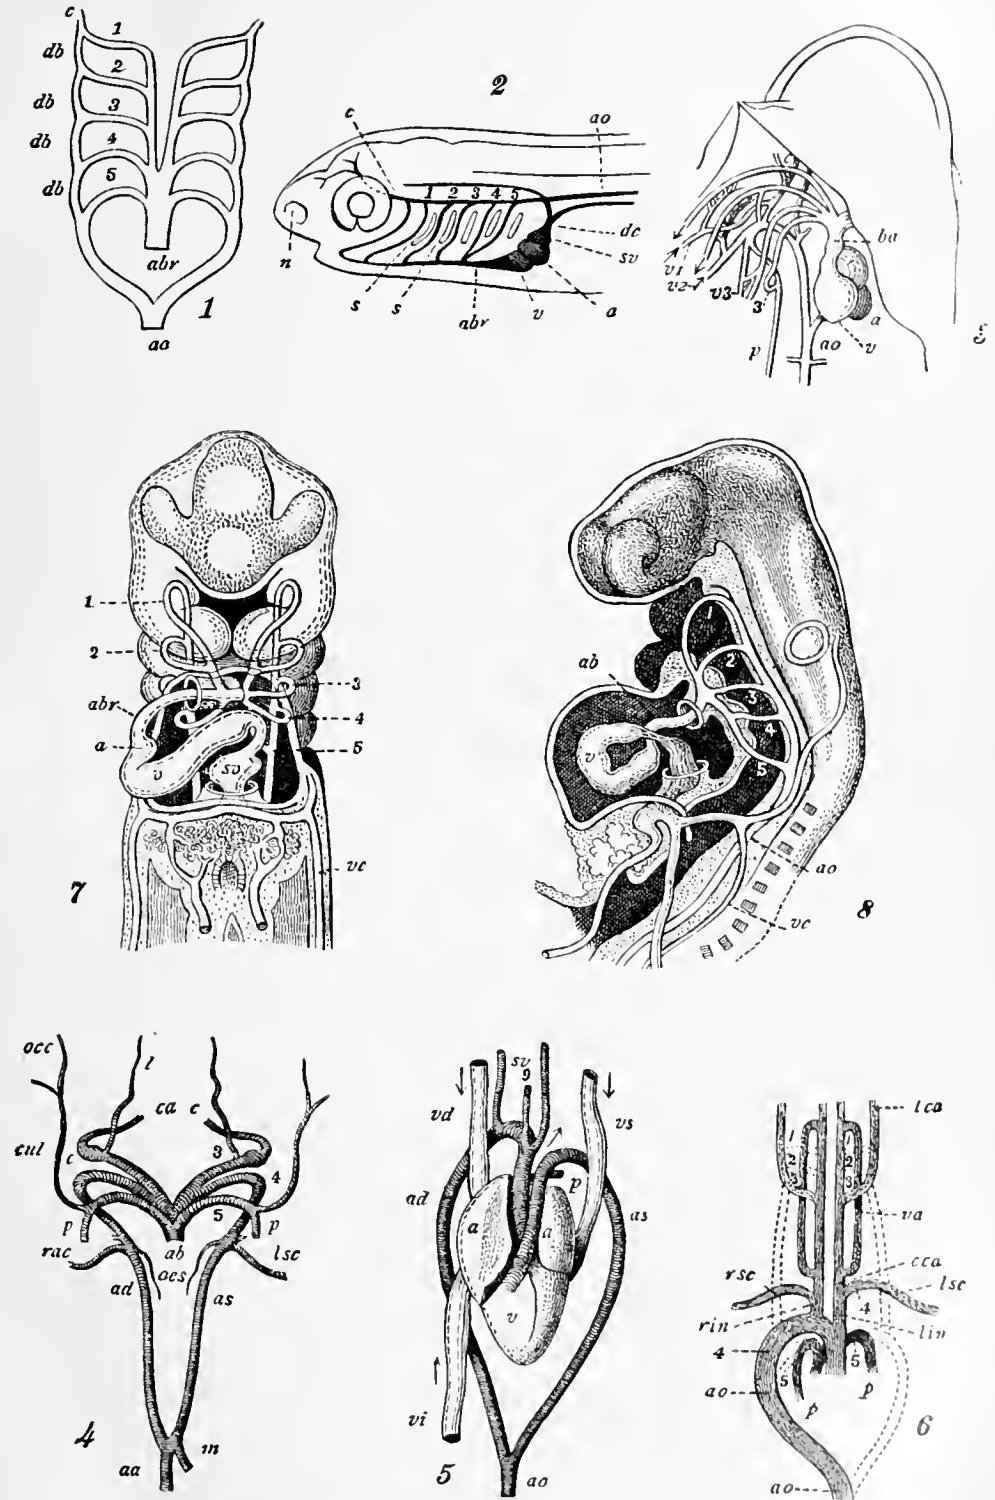 c
1
db
2
db
3
db
4
db
5
abr
1
ao
2
c
ao
1 2 3 4 5
n
dc
sv
s
s
abr
v
a
v1
v2
v3
3
ba
a
p
ao
v
3
1
2
3
abr
4
a
5
v
sv
vc
7
1
ab
2
3
4
v
5
ao
vc
8
occ
l
ca
c
cul
c
3
4
5
p
p
ab
rac
lsc
ad
oes
as
4
m
aa
sv
9
vd
vs
ad
p
as
a
a
v
vi
5
ao
lca
1
1
2
2
3
3
va
cca
rsc
lsc
4
rin
lin
4
5
5
ao
p
p
6
ao